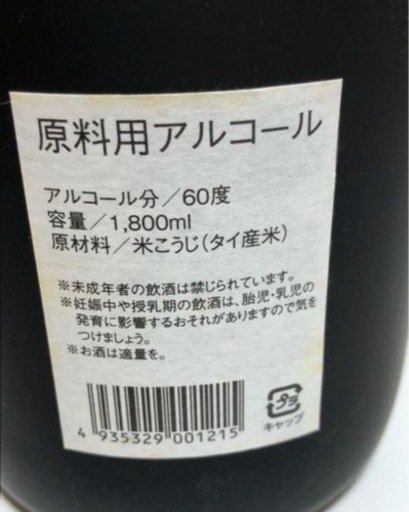 原料用アルコール
アルコール分／60度
容量／1,800ml
原材料／米こうじ(タイ産米)
※未成年者の飲酒は禁じられています。
※妊娠中や授乳期の飲酒は、胎児・乳児の
発育に影響するおそれがありますので気を
つけましょう。
※お酒は適量を。
4 935329 001215
プラ
キャップ